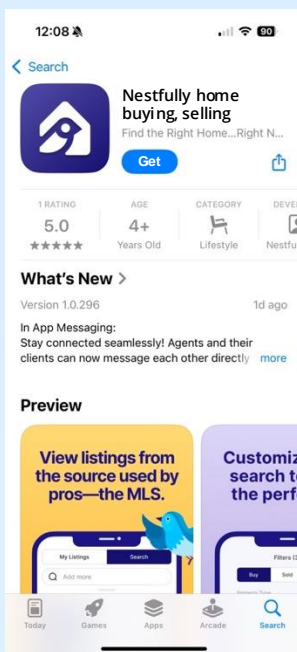 12:08
90
Search
Nestfully home
buying, selling
Find the Right Home...Right N...
Get
1 RATING
AGE
CATEGORY
DEVE
5.0
4+
Years Old
Lifestyle
Nestfu
What's New
Version 1.0.296
1d ago
In App Messaging:
Stay connected seamlessly! Agents and their
clients can now message each other directly
more
Preview
View listings from
the source used by
pros—the MLS.
My Listings
Search
Add more
Customiz
search t
the perf
Filters (
Buy
Sold
Property Type
Today
Games
Apps
Arcade
Search